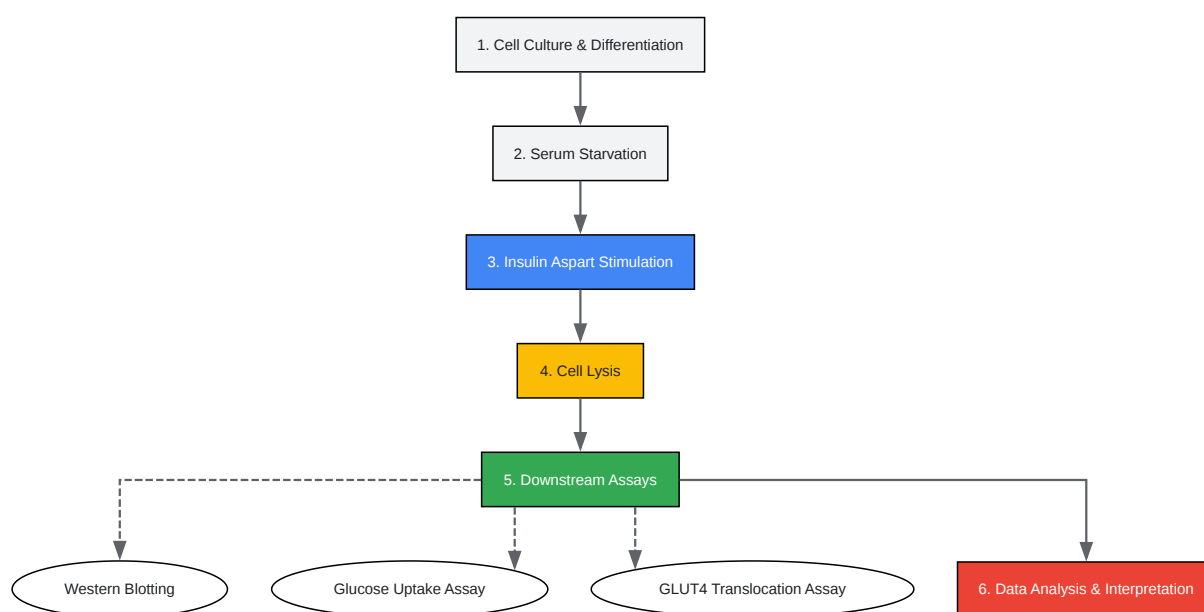 1. Cell Culture & Differentiation
2. Serum Starvation
3. Insulin Aspart Stimulation
4. Cell Lysis
5. Downstream Assays
Western Blotting
Glucose Uptake Assay
GLUT4 Translocation Assay
6. Data Analysis & Interpretation